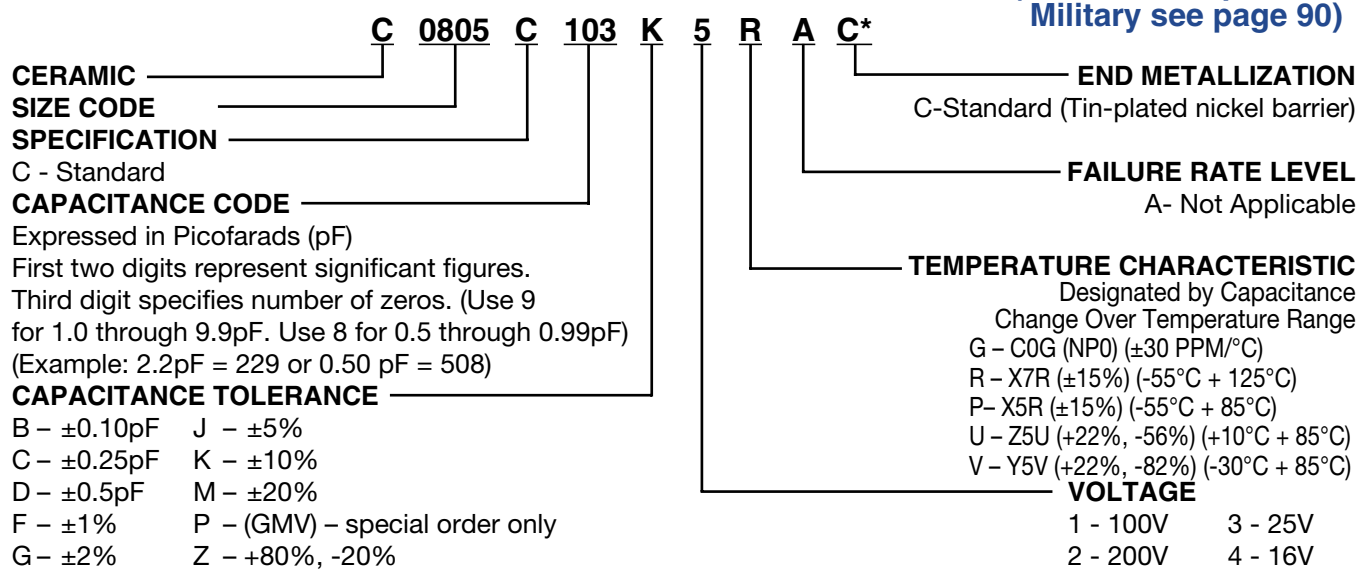 Military see page 90)
C 0805 C 103 K 5 R A C*
CERAMIC
SIZE CODE
SPECIFICATION
C - Standard
CAPACITANCE CODE
Expressed in Picofarads (pF)
First two digits represent significant figures.
Third digit specifies number of zeros. (Use 9
for 1.0 through 9.9pF. Use 8 for 0.5 through 0.99pF)
(Example: 2.2pF = 229 or 0.50 pF = 508)
CAPACITANCE TOLERANCE
B – ±0.10pF J – ±5%
C – ±0.25pF K – ±10%
D – ±0.5pF M – ±20%
F – ±1% P – (GMV) – special order only
G – ±2% Z – +80%, -20%
END METALLIZATION
C-Standard (Tin-plated nickel barrier)
FAILURE RATE LEVEL
A- Not Applicable
TEMPERATURE CHARACTERISTIC
Designated by Capacitance
Change Over Temperature Range
G – C0G (NP0) (±30 PPM/°C)
R – X7R (±15%) (-55°C + 125°C)
P– X5R (±15%) (-55°C + 85°C)
U – Z5U (+22%, -56%) (+10°C + 85°C)
V – Y5V (+22%, -82%) (-30°C + 85°C)
VOLTAGE
1 - 100V 3 - 25V
2 - 200V 4 - 16V